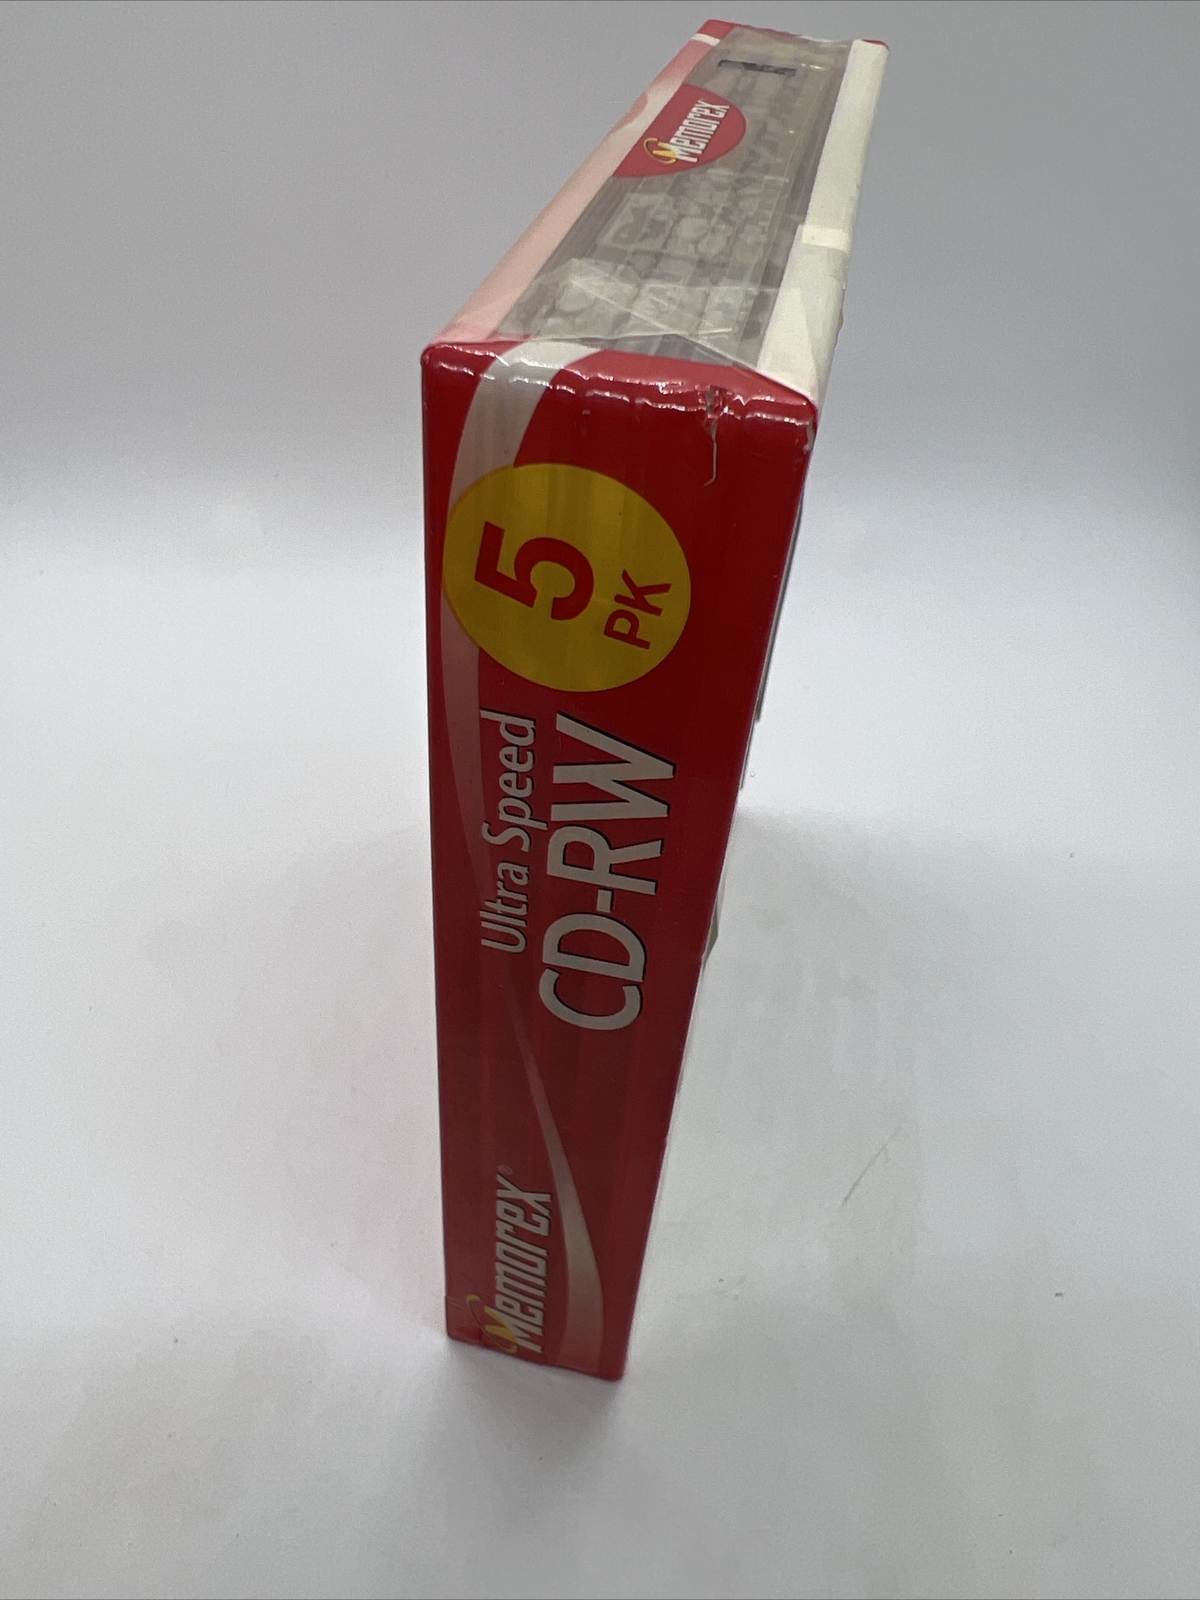 Memorex
5
PK
Ultra Speed
CD-RW
Memorex®